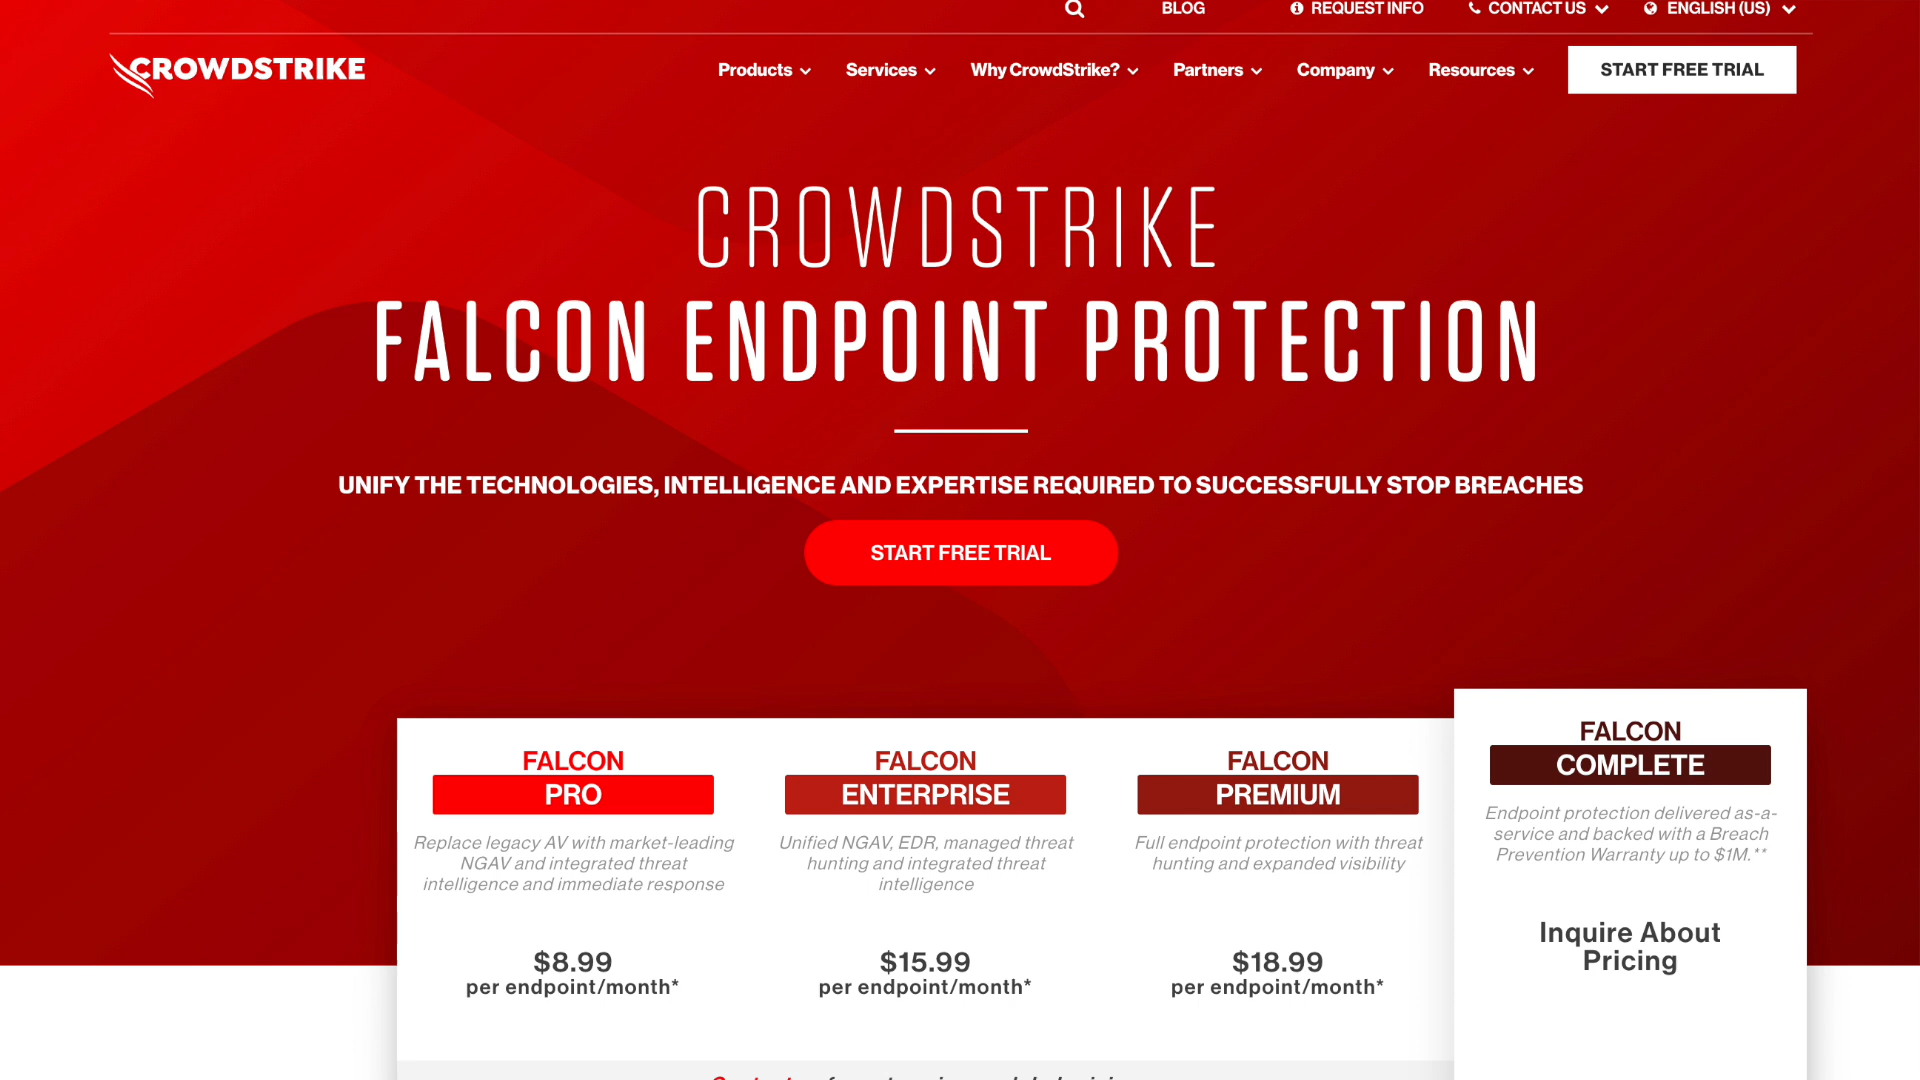 BLOG
REQUEST INFO
CONTACT US
ENGLISH (US)
CROWDSTRIKE
Products
Services
Why CrowdStrike?
Partners
Company
Resources
START FREE TRIAL
CROWDSTRIKE
FALCON ENDPOINT PROTECTION
UNIFY THE TECHNOLOGIES, INTELLIGENCE AND EXPERTISE REQUIRED TO SUCCESSFULLY STOP BREACHES
START FREE TRIAL
FALCON
PRO
Replace legacy AV with market-leading
NGAV and integrated threat
intelligence and immediate response
$8.99
per endpoint/month*
FALCON
ENTERPRISE
Unified NGAV, EDR, managed threat
hunting and integrated threat
intelligence
$15.99
per endpoint/month*
FALCON
PREMIUM
Full endpoint protection with threat
hunting and expanded visibility
$18.99
per endpoint/month*
FALCON
COMPLETE
Endpoint protection delivered as-a-
service and backed with a Breach
Prevention Warranty up to $1M.**
Inquire About
Pricing